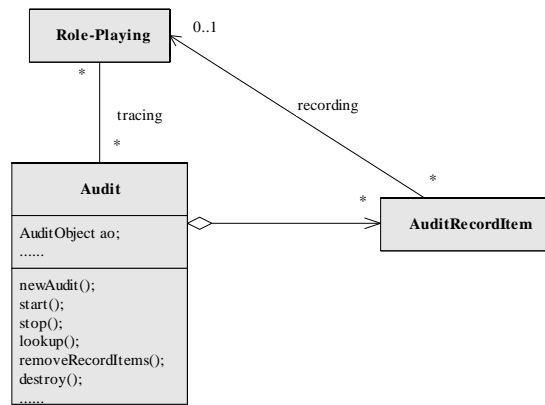 Role-Playing
0..1
*
recording
tracing
*
*
Audit
*
AuditRecordItem
AuditObject ao;
......
newAudit();
start();
stop();
lookup();
removeRecordItems();
destroy();
......